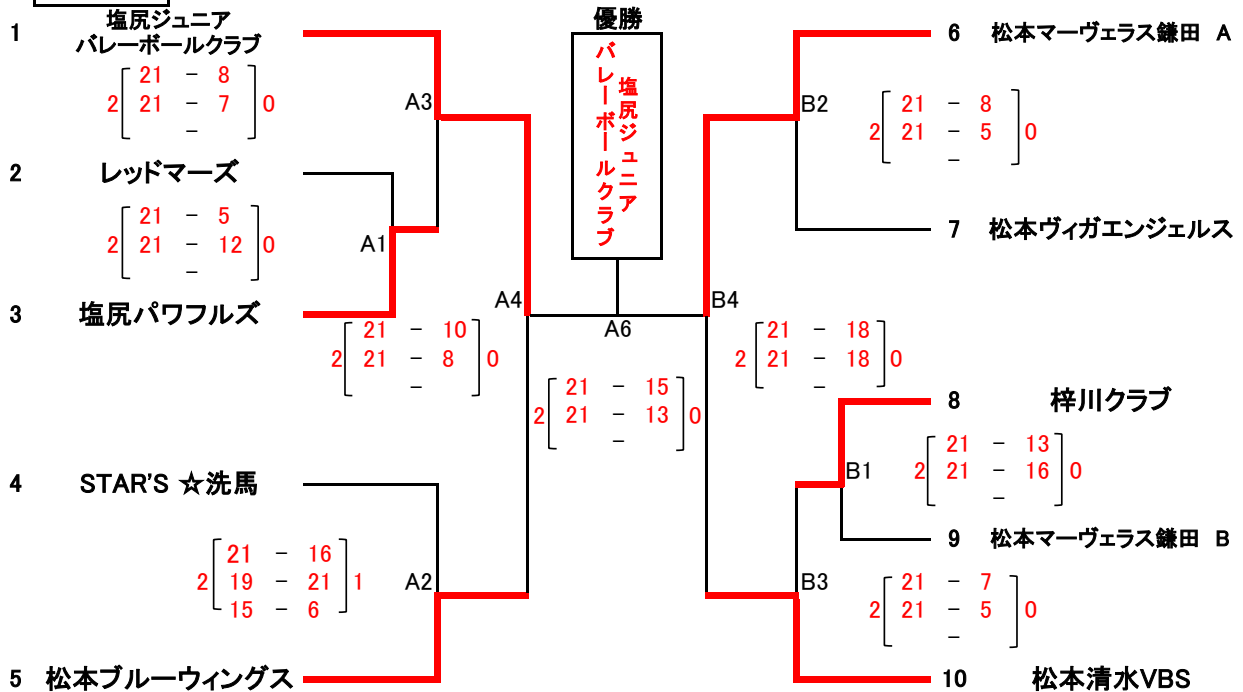 優勝
塩尻ジュニア
バレーボールクラブ
1 塩尻ジュニア
バレーボールクラブ
21 - 8
2 21 - 7 0
-
A3
2 レッドマーズ
21 - 5
2 21 - 12 0
-
A1
3 塩尻パワフルズ
A4
21 - 10
2 21 - 8 0
-
4 STAR'S ☆洗馬
21 - 16
2 19 - 21 1
15 - 6
A2
5 松本ブルーウィングス
A6
21 - 15
2 21 - 13 0
-
6 松本マーヴェラス鎌田 A
B2
21 - 8
2 21 - 5 0
-
7 松本ヴィガエンジェルス
B4
21 - 18
2 21 - 18 0
-
8 梓川クラブ
B1
21 - 13
2 21 - 16 0
-
9 松本マーヴェラス鎌田 B
B3
21 - 7
2 21 - 5 0
-
10 松本清水VBS